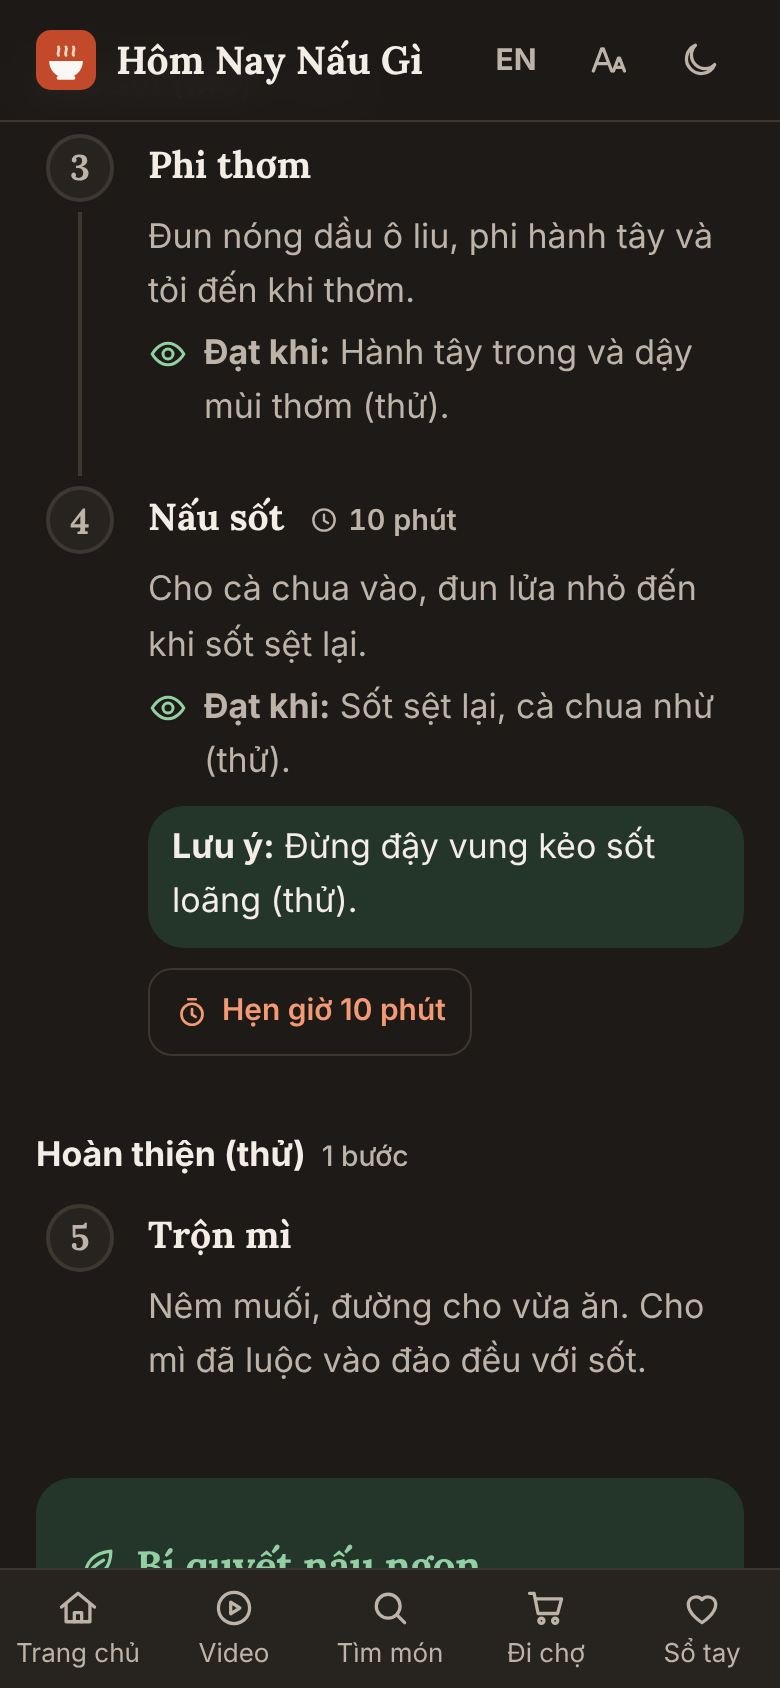 Hôm Nay Nấu Gì
EN
AA
3
Phi thơm
Đun nóng dầu ô liu, phi hành tây và
tỏi đến khi thơm.
Đạt khi: Hành tây trong và dậy
mùi thơm (thử).
4
Nấu sốt
10 phút
Cho cà chua vào, đun lửa nhỏ đến
khi sốt sệt lại.
Đạt khi: Sốt sệt lại, cà chua nhừ
(thử).
Lưu ý: Đừng đậy vung kẻo sốt
loãng (thử).
Hẹn giờ 10 phút
Hoàn thiện (thử) 1 bước
5
Trộn mì
Nêm muối, đường cho vừa ăn. Cho
mì đã luộc vào đảo đều với sốt.
Bí quyết nấu ngon
Trang chủ
Video
Tìm món
Đi chợ
Sổ tay